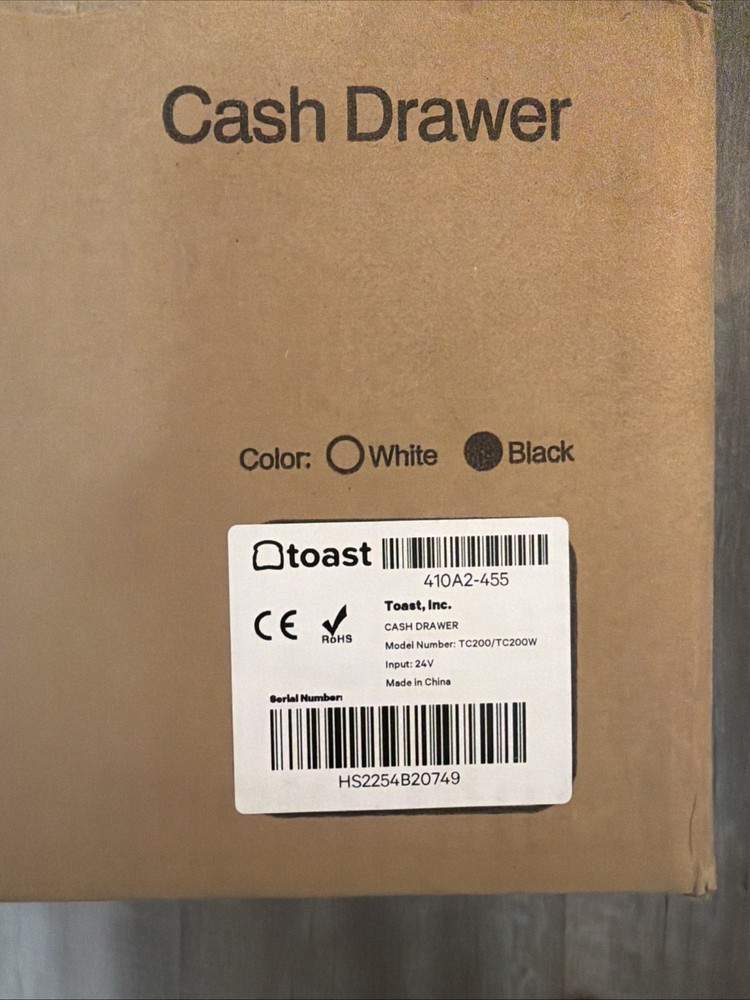 Cash Drawer
Color: White Black
toast
410A2-455
Toast, Inc.
CASH DRAWER
CE
RoHS
Model Number: TC200/TC200W
Input: 24V
Made in China
Serial Number:
HS2254B20749